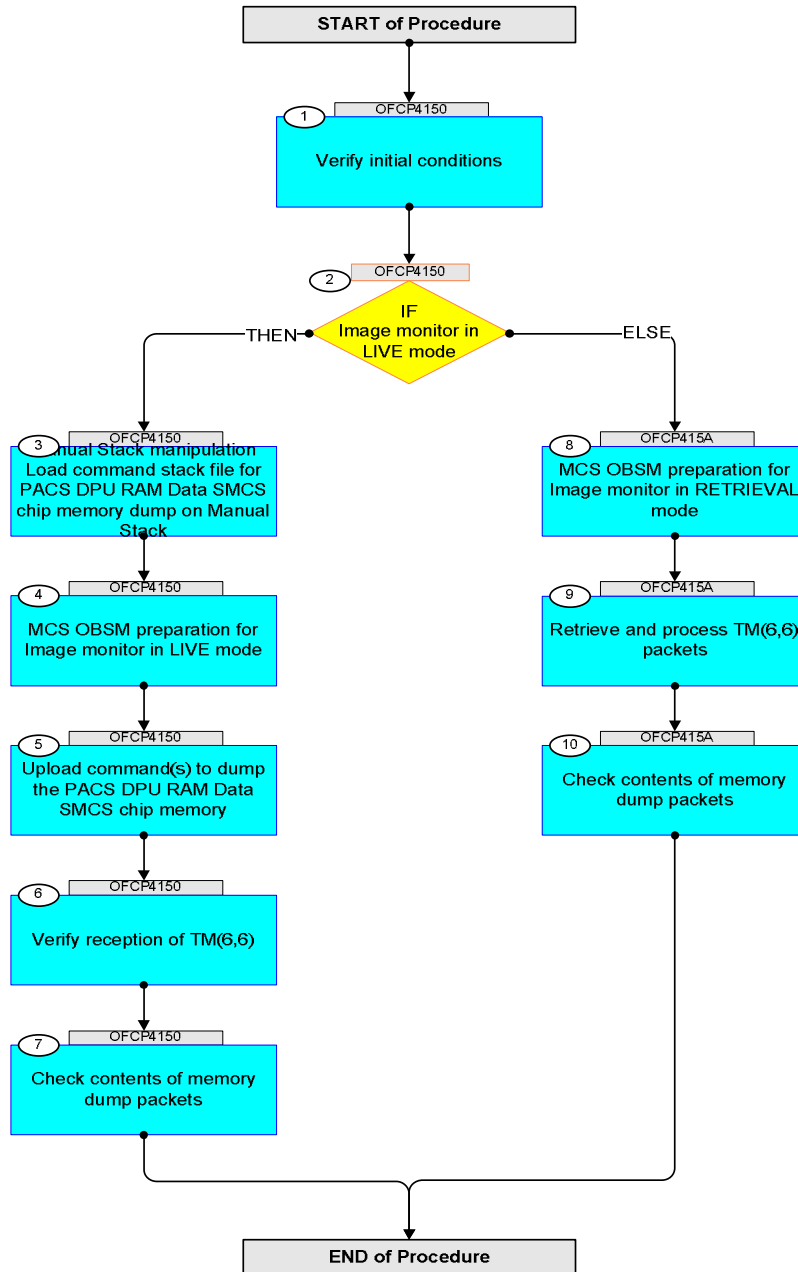 START of Procedure
OFCP4150
1
Verify initial conditions
OFCP4150
2
IF
Image monitor in
LIVE mode
THEN
ELSE
OFCP4150
3
Stack manipulation
Load command stack file for
PACS DPU RAM Data SMCS
chip memory dump on Manual
Stack
OFCP4150
4
MCS OBSM preparation for
Image monitor in LIVE mode
OFCP4150
5
Upload command(s) to dump
the PACS DPU RAM Data
SMCS chip memory
OFCP4150
6
Verify reception of TM(6,6)
OFCP4150
7
Check contents of memory
dump packets
OFCP415A
8
MCS OBSM preparation for
Image monitor in RETRIEVAL
mode
OFCP415A
9
Retrieve and process TM(6,6)
packets
OFCP415A
10
Check contents of memory
dump packets
END of Procedure